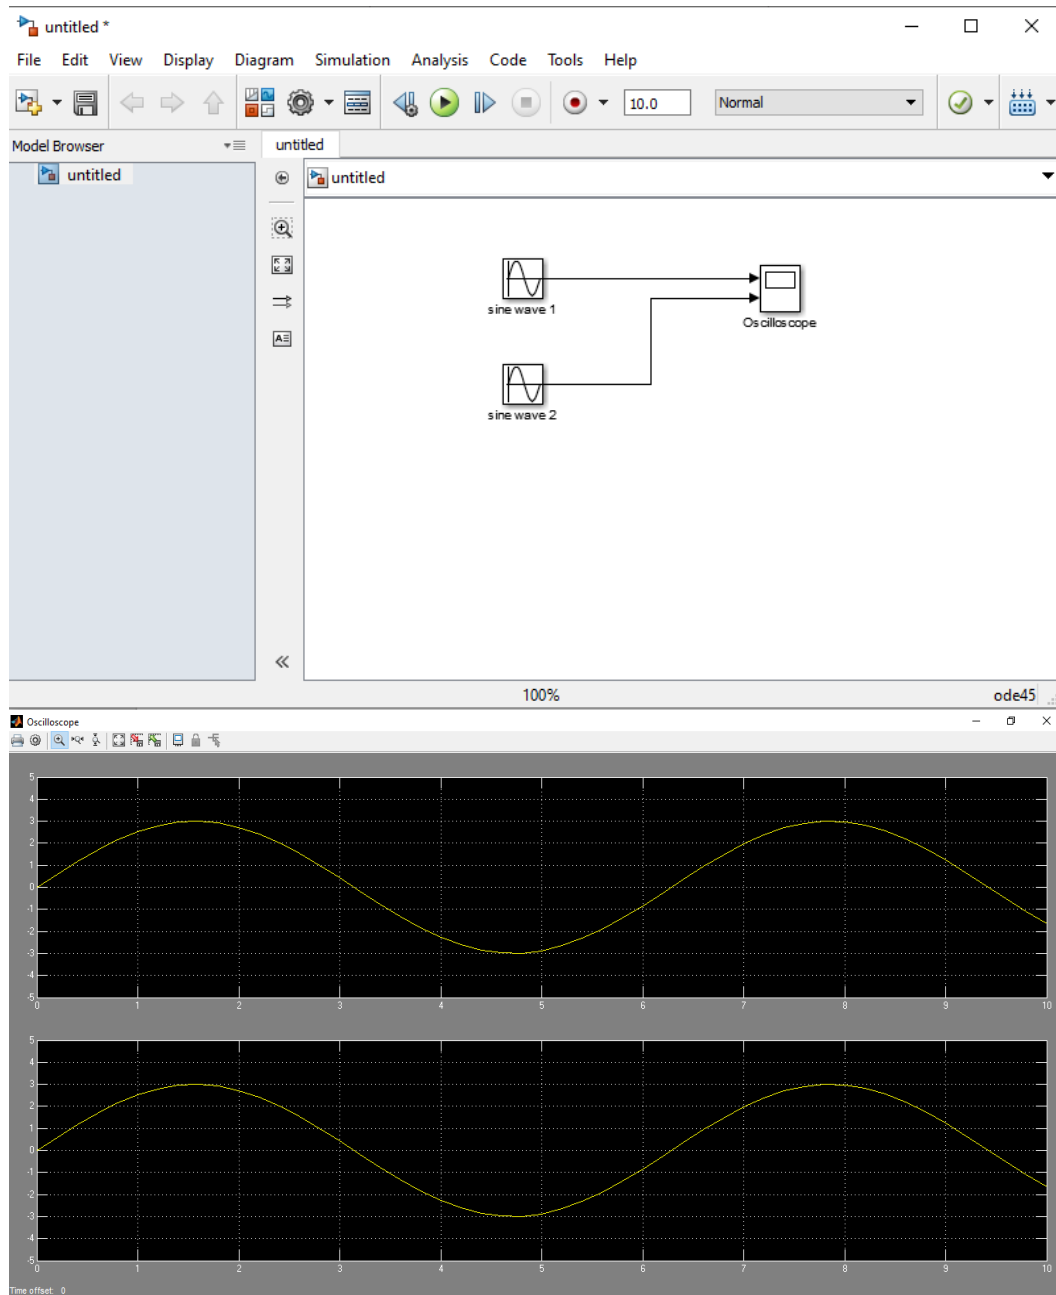 untitled *
File Edit View Display Diagram Simulation Analysis Code Tools Help
10.0 Normal
Model Browser untitled
untitled untitled
sine wave 1
Oscilloscope
sine wave 2
100% ode45
Oscilloscope
5
4
3
2
1
0
-1
-2
-3
-4
-5
0 1 2 3 4 5 6 7 8 9 10
5
4
3
2
1
0
-1
-2
-3
-4
-5
0 1 2 3 4 5 6 7 8 9 10
Time offset: 0